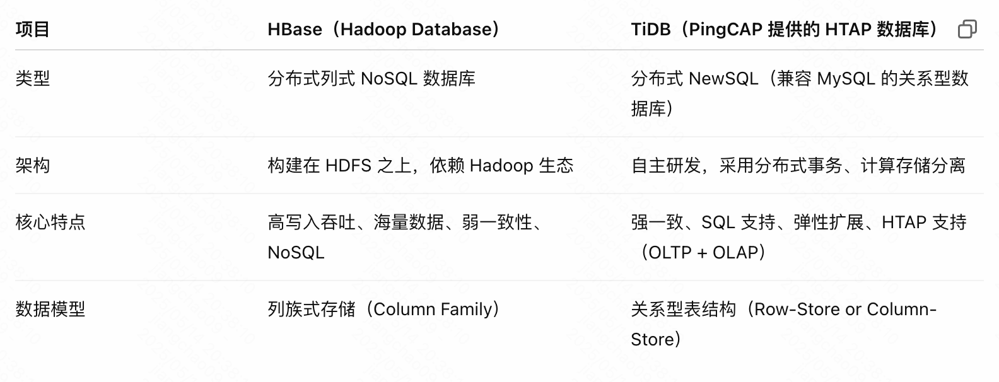 项目
HBase（Hadoop Database）
TiDB（PingCAP 提供的 HTAP 数据库）
类型
分布式列式 NoSQL 数据库
分布式 NewSQL（兼容 MySQL 的关系型数
据库）
架构
构建在 HDFS 之上，依赖 Hadoop 生态
自主研发，采用分布式事务、计算存储分离
核心特点
高写入吞吐、海量数据、弱一致性、
NoSQL
强一致、SQL 支持、弹性扩展、HTAP 支持
（OLTP + OLAP）
数据模型
列族式存储（Column Family）
关系型表结构（Row-Store or Column-
Store）